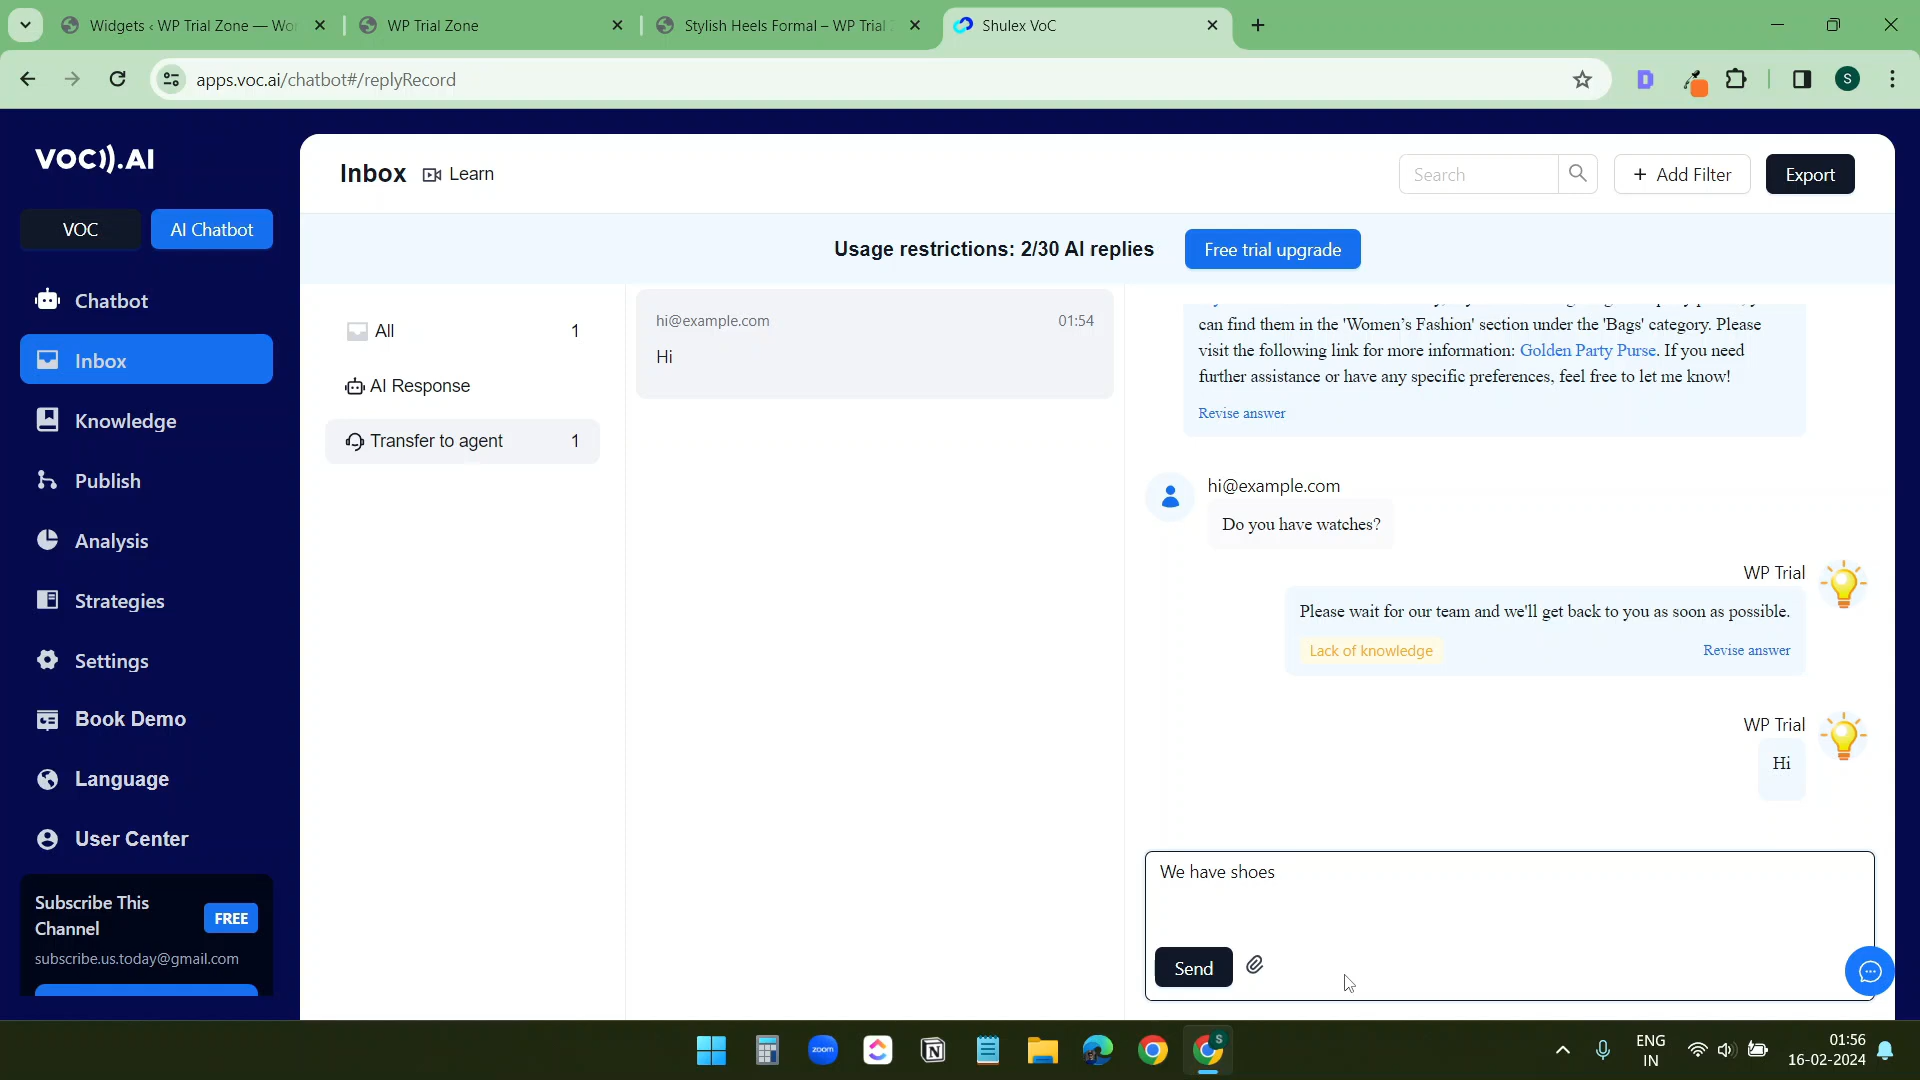 Widgets ‹ WP Trial Zone — Wo
WP Trial Zone
Stylish Heels Formal – WP Trial
Shulex VoC
apps.voc.ai/chatbot#/replyRecord
D
S
VOC.AI
VOC
AI Chatbot
Chatbot
Inbox
Knowledge
Publish
Analysis
Strategies
Settings
Book Demo
Language
User Center
Subscribe This
Channel
FREE
subscribe.us.today@gmail.com
Inbox
Learn
Search
+ Add Filter
Export
Usage restrictions: 2/30 AI replies
Free trial upgrade
All 1
AI Response
Transfer to agent 1
hi@example.com 01:54
Hi
can find them in the 'Women’s Fashion' section under the 'Bags' category. Please
visit the following link for more information: Golden Party Purse. If you need
further assistance or have any specific preferences, feel free to let me know!
Revise answer
hi@example.com
Do you have watches?
WP Trial
Please wait for our team and we'll get back to you as soon as possible.
Lack of knowledge
Revise answer
WP Trial
Hi
We have shoes
Send
zoom
S
ENG
IN
01:56
16-02-2024